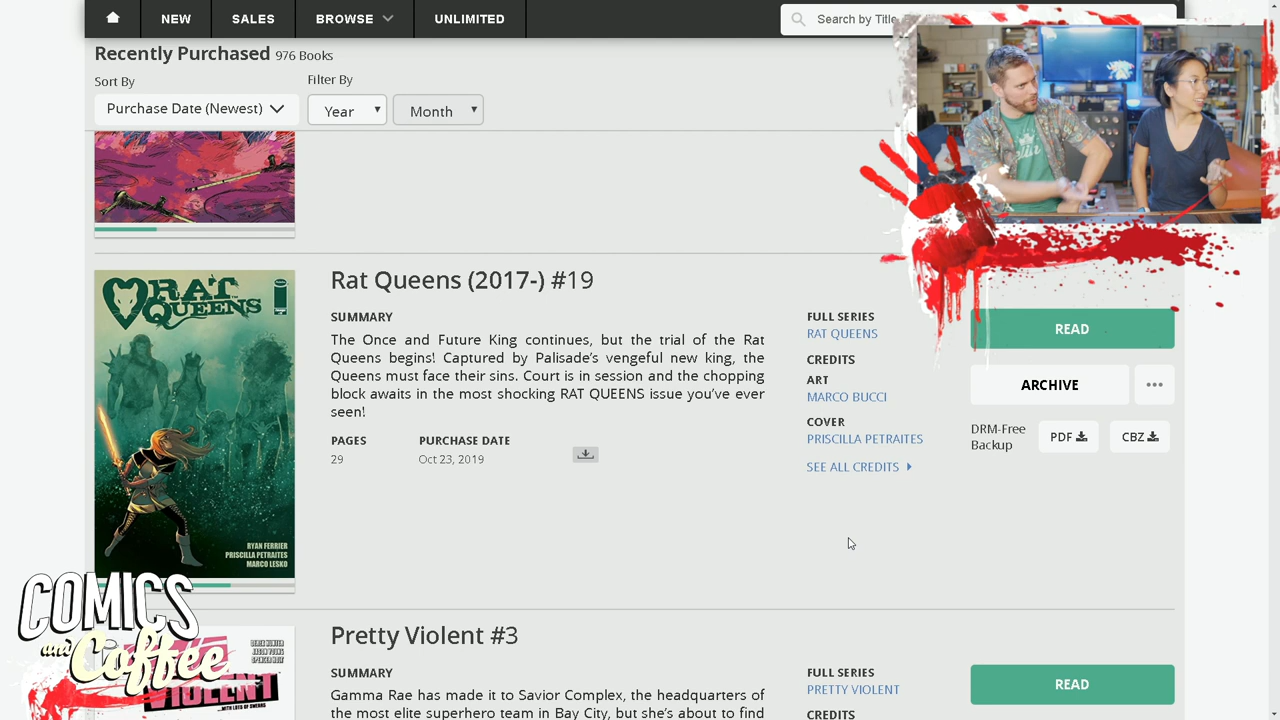 NEW
SALES
BROWSE
UNLIMITED
Search by Title
Recently Purchased 976 Books
Sort By
Filter By
Purchase Date (Newest)
Year
Month
RAT
QUEENS
RYAN FERRIER
PRISCILLA PETRAITES
MARCO LESKO
Rat Queens (2017-) #19
SUMMARY
The Once and Future King continues, but the trial of the Rat
Queens begins! Captured by Palisade's vengeful new king, the
Queens must face their sins. Court is in session and the chopping
block awaits in the most shocking RAT QUEENS issue you've ever
seen!
PAGES
PURCHASE DATE
29
Oct 23, 2019
FULL SERIES
RAT QUEENS
CREDITS
ART
MARCO BUCCI
COVER
PRISCILLA PETRAITES
SEE ALL CREDITS
READ
ARCHIVE
DRM-Free
Backup
PDF
CBZ
COMICS
and
Coffee
VIOLENT
Pretty Violent #3
SUMMARY
Gamma Rae has made it to Savior Complex, the headquarters of
the most elite superhero team in Bay City, but she's about to find
FULL SERIES
PRETTY VIOLENT
CREDITS
READ